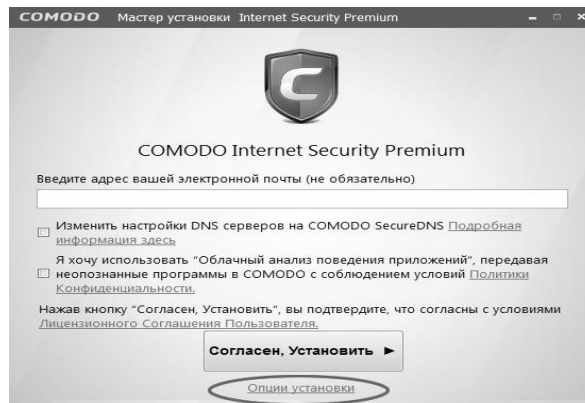 COMODO Мастер установки Internet Security Premium
COMODO Internet Security Premium
Введите адрес вашей электронной почты (не обязательно)
Изменить настройки DNS серверов на COMODO SecureDNS Подробная
информация здесь
Я хочу использовать "Облачный анализ поведения приложений", передавая
неопознанные программы в COMODO с соблюдением условий Политики
Конфиденциальности.
Нажав кнопку "Согласен, Установить", вы подтвердите, что согласны с условиями
Лицензионного Соглашения Пользователя.
Согласен, Установить ►
Опции установки